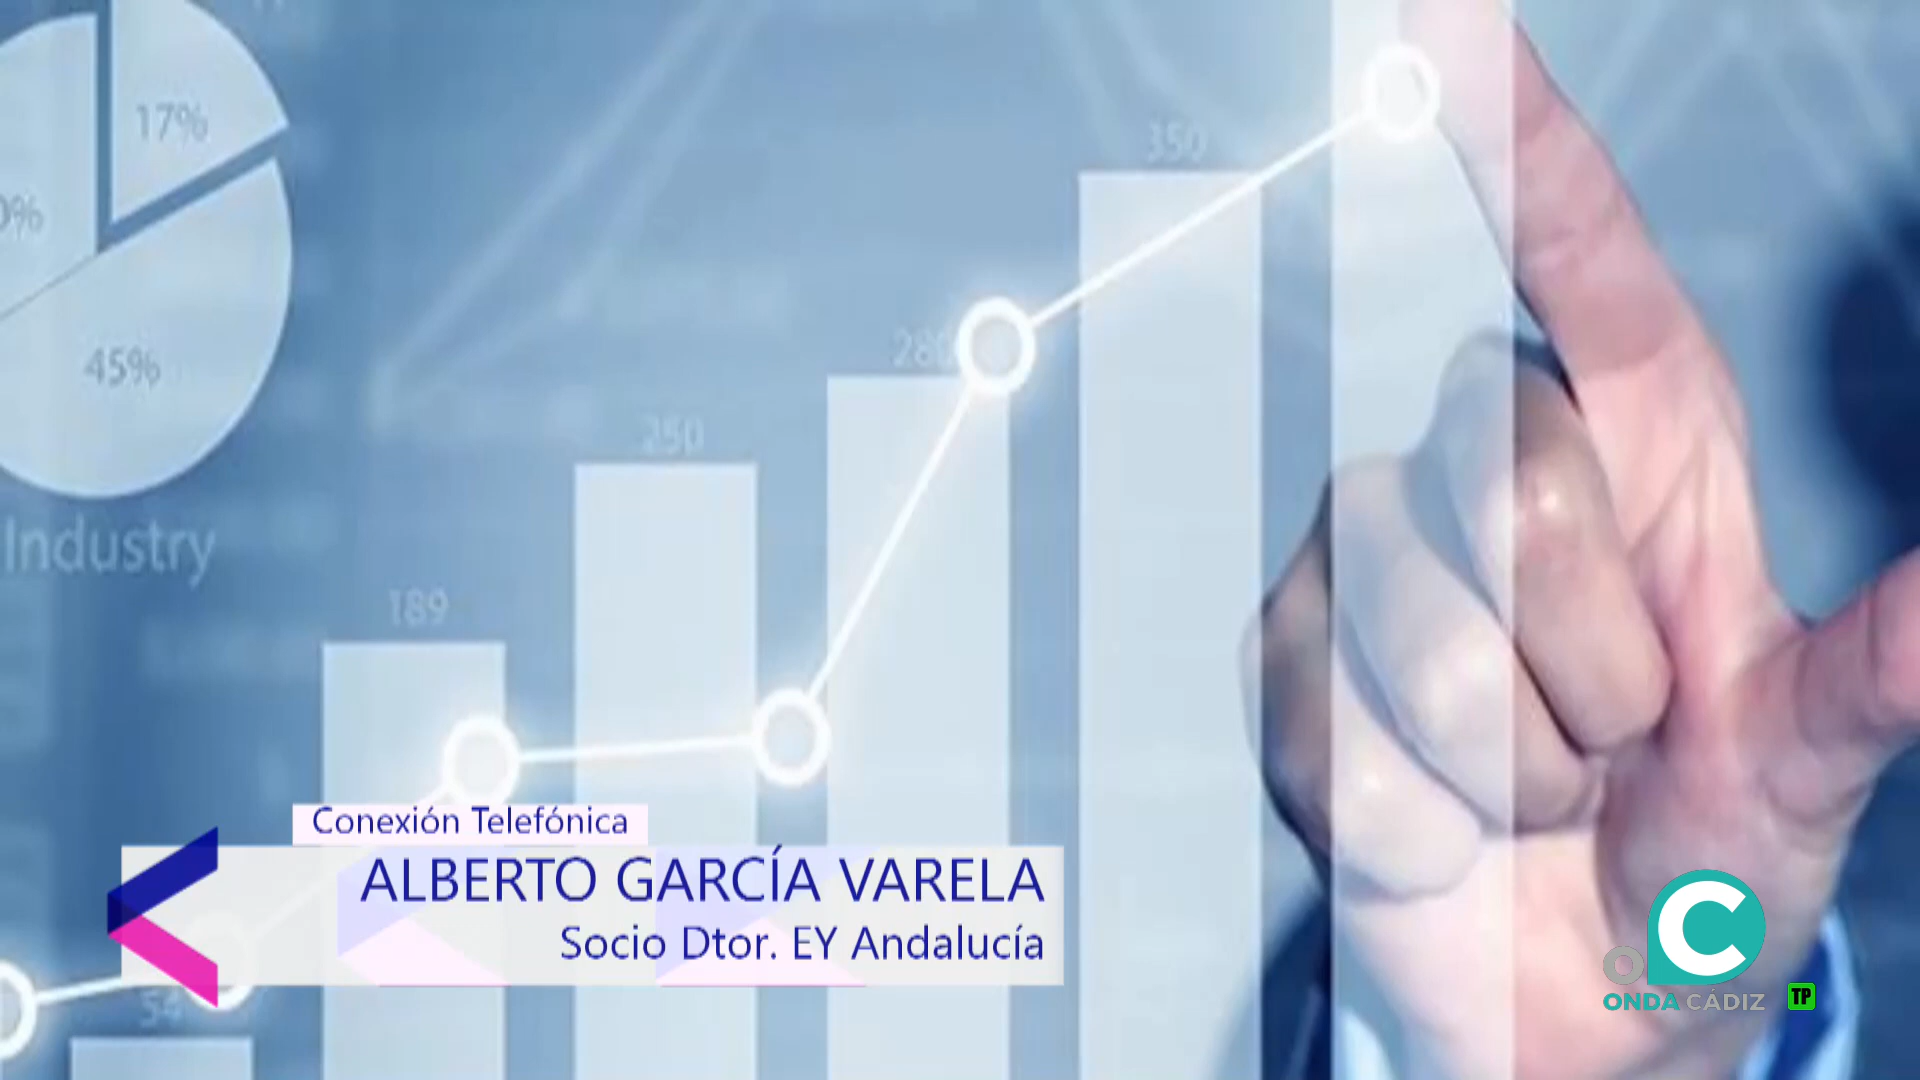 17%
0%
45%
Industry
350
280
250
189
54
Conexión Telefónica
ALBERTO GARCÍA VARELA
Socio Dtor. EY Andalucía
ONDA CÁDIZ
TP